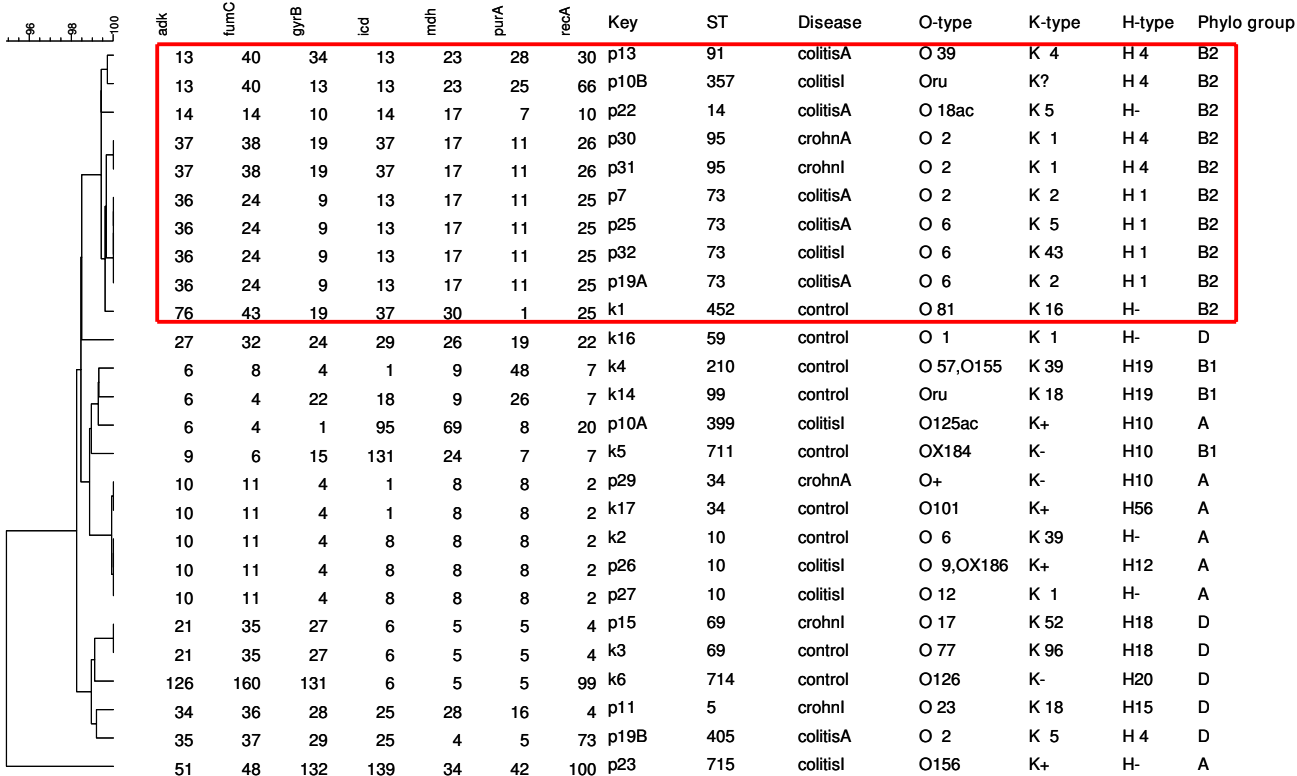 96 98 100 adk fumC gyrB icd mdh purA recA Key ST Disease O-type K-type H-type Phylo group
13 40 34 13 23 28 30 p13 91 colitisA O 39 K 4 H 4 B2
13 40 13 13 23 25 66 p10B 357 colitisI Oru K? H 4 B2
14 14 10 14 17 7 10 p22 14 colitisA O 18ac K 5 H- B2
37 38 19 37 17 11 26 p30 95 crohnA O 2 K 1 H 4 B2
37 38 19 37 17 11 26 p31 95 crohnI O 2 K 1 H 4 B2
36 24 9 13 17 11 25 p7 73 colitisA O 2 K 2 H 1 B2
36 24 9 13 17 11 25 p25 73 colitisA O 6 K 5 H 1 B2
36 24 9 13 17 11 25 p32 73 colitisI O 6 K 43 H 1 B2
36 24 9 13 17 11 25 p19A 73 colitisA O 6 K 2 H 1 B2
76 43 19 37 30 1 25 k1 452 control O 81 K 16 H- B2
27 32 24 29 26 19 22 k16 59 control O 1 K 1 H- D
6 8 4 1 9 48 7 k4 210 control O 57,O155 K 39 H19 B1
6 4 22 18 9 26 7 k14 99 control Oru K 18 H19 B1
6 4 1 95 69 8 20 p10A 399 colitisI O125ac K+ H10 A
9 6 15 131 24 7 7 k5 711 control OX184 K- H10 B1
10 11 4 1 8 8 2 p29 34 crohnA O+ K- H10 A
10 11 4 1 8 8 2 k17 34 control O101 K+ H56 A
10 11 4 8 8 8 2 k2 10 control O 6 K 39 H- A
10 11 4 8 8 8 2 p26 10 colitisI O 9,OX186 K+ H12 A
10 11 4 8 8 8 2 p27 10 colitisI O 12 K 1 H- A
21 35 27 6 5 5 4 p15 69 crohnI O 17 K 52 H18 D
21 35 27 6 5 5 4 k3 69 control O 77 K 96 H18 D
126 160 131 6 5 5 99 k6 714 control O126 K- H20 D
34 36 28 25 28 16 4 p11 5 crohnI O 23 K 18 H15 D
35 37 29 25 4 5 73 p19B 405 colitisA O 2 K 5 H 4 D
51 48 132 139 34 42 100 p23 715 colitisI O156 K+ H- A